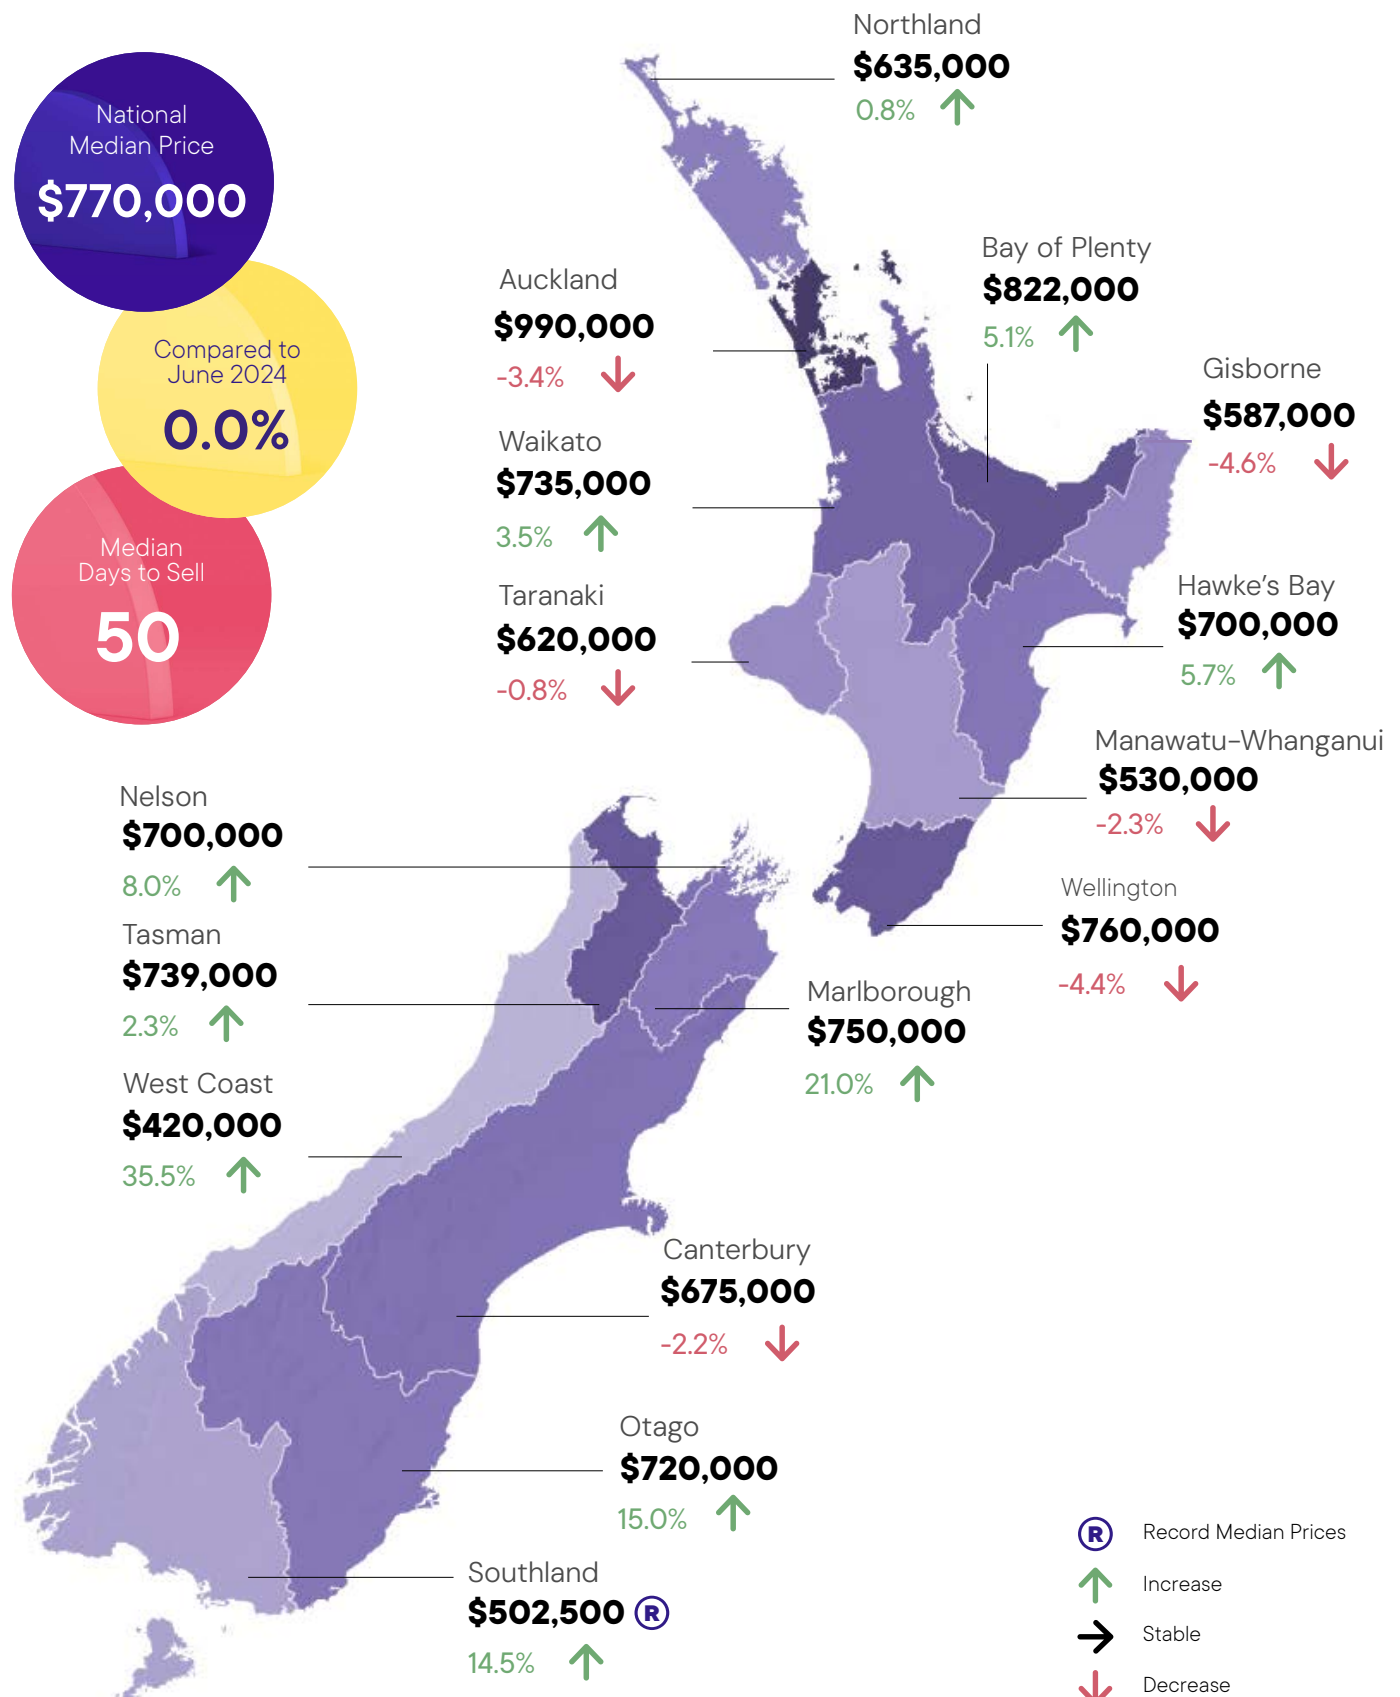 National
Median Price
$770,000
Compared to
June 2024
0.0%
Median
Days to Sell
50
Northland
$635,000
0.8%
Auckland
$990,000
-3.4%
Bay of Plenty
$822,000
5.1%
Gisborne
$587,000
-4.6%
Waikato
$735,000
3.5%
Taranaki
$620,000
-0.8%
Hawke's Bay
$700,000
5.7%
Manawatu-Whanganui
$530,000
-2.3%
Wellington
$760,000
-4.4%
Nelson
$700,000
8.0%
Tasman
$739,000
2.3%
West Coast
$420,000
35.5%
Marlborough
$750,000
21.0%
Canterbury
$675,000
-2.2%
Otago
$720,000
15.0%
Southland
$502,500 R
14.5%
R Record Median Prices
Increase
Stable
Decrease